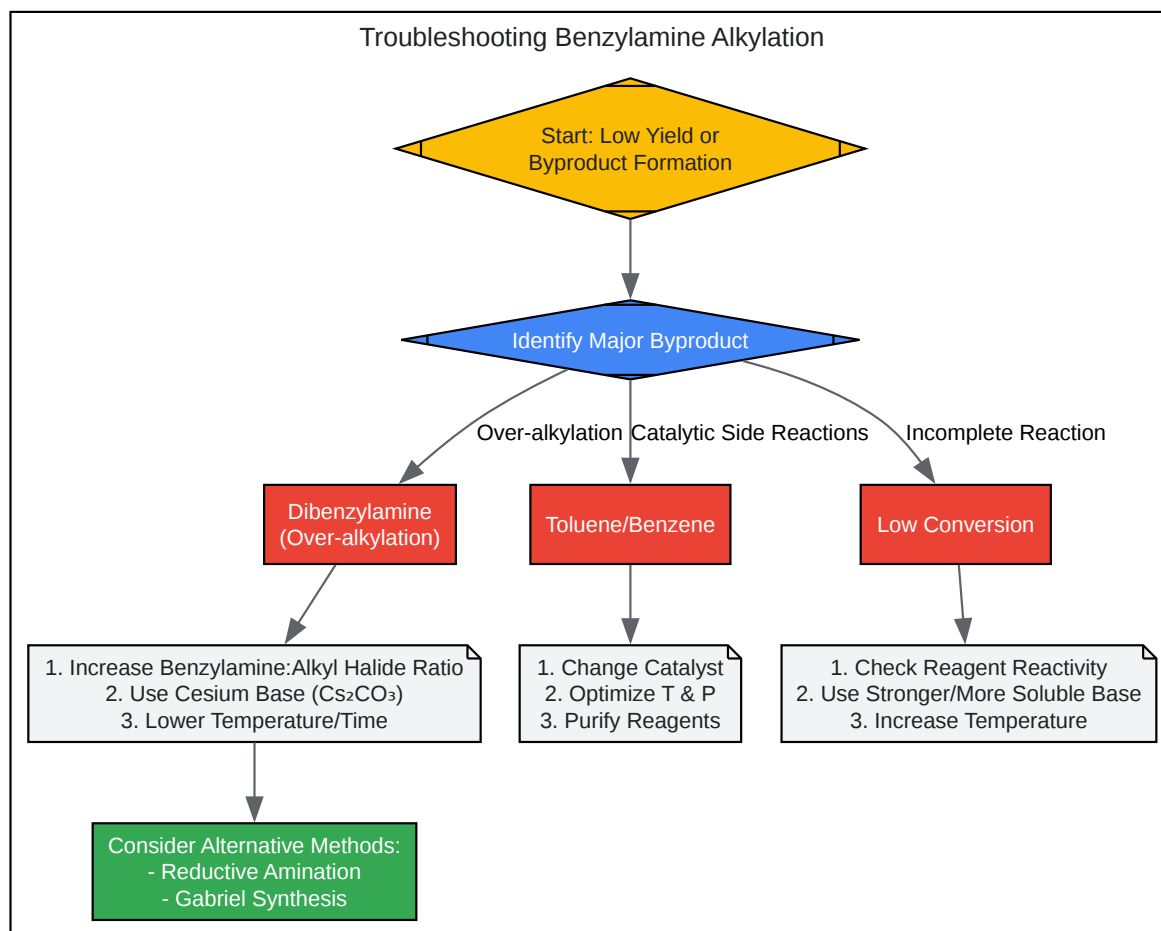 Troubleshooting Benzylamine Alkylation
Start: Low Yield or
Byproduct Formation
Identify Major Byproduct
Over-alkylation
Catalytic Side Reactions
Incomplete Reaction
Dibenzylamine
(Over-alkylation)
Toluene/Benzene
Low Conversion
1. Increase Benzylamine:Alkyl Halide Ratio
2. Use Cesium Base (Cs₂CO₃)
3. Lower Temperature/Time
1. Change Catalyst
2. Optimize T & P
3. Purify Reagents
1. Check Reagent Reactivity
2. Use Stronger/More Soluble Base
3. Increase Temperature
Consider Alternative Methods:
- Reductive Amination
- Gabriel Synthesis